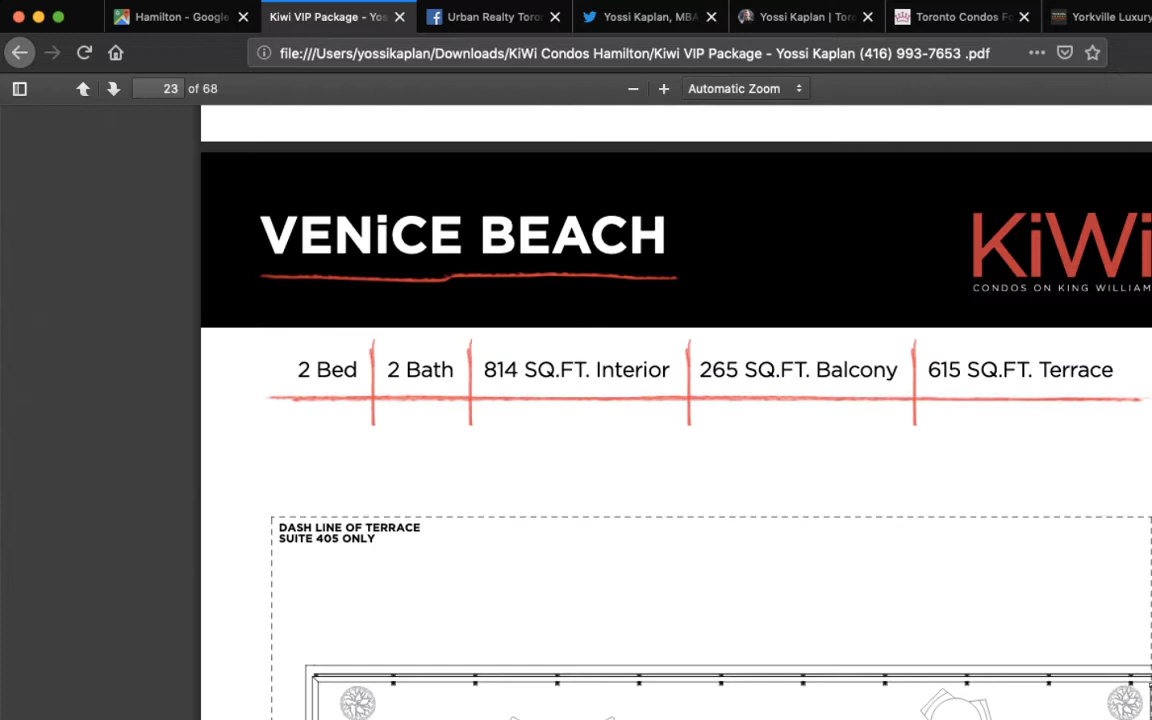 Hamilton - Google
Kiwi VIP Package - Yos
Urban Realty Toro
Yossi Kaplan, MBA
Yossi Kaplan | Tor
Toronto Condos F
Yorkville Luxury
file:///Users/yossikaplan/Downloads/KiWi Condos Hamilton/Kiwi VIP Package - Yossi Kaplan (416) 993-7653 .pdf
23 of 68
Automatic Zoom
VENiCE BEACH
KiWi
CONDOS ON KING WILLIAM
2 Bed 2 Bath 814 SQ.FT. Interior 265 SQ.FT. Balcony 615 SQ.FT. Terrace
DASH LINE OF TERRACE
SUITE 405 ONLY